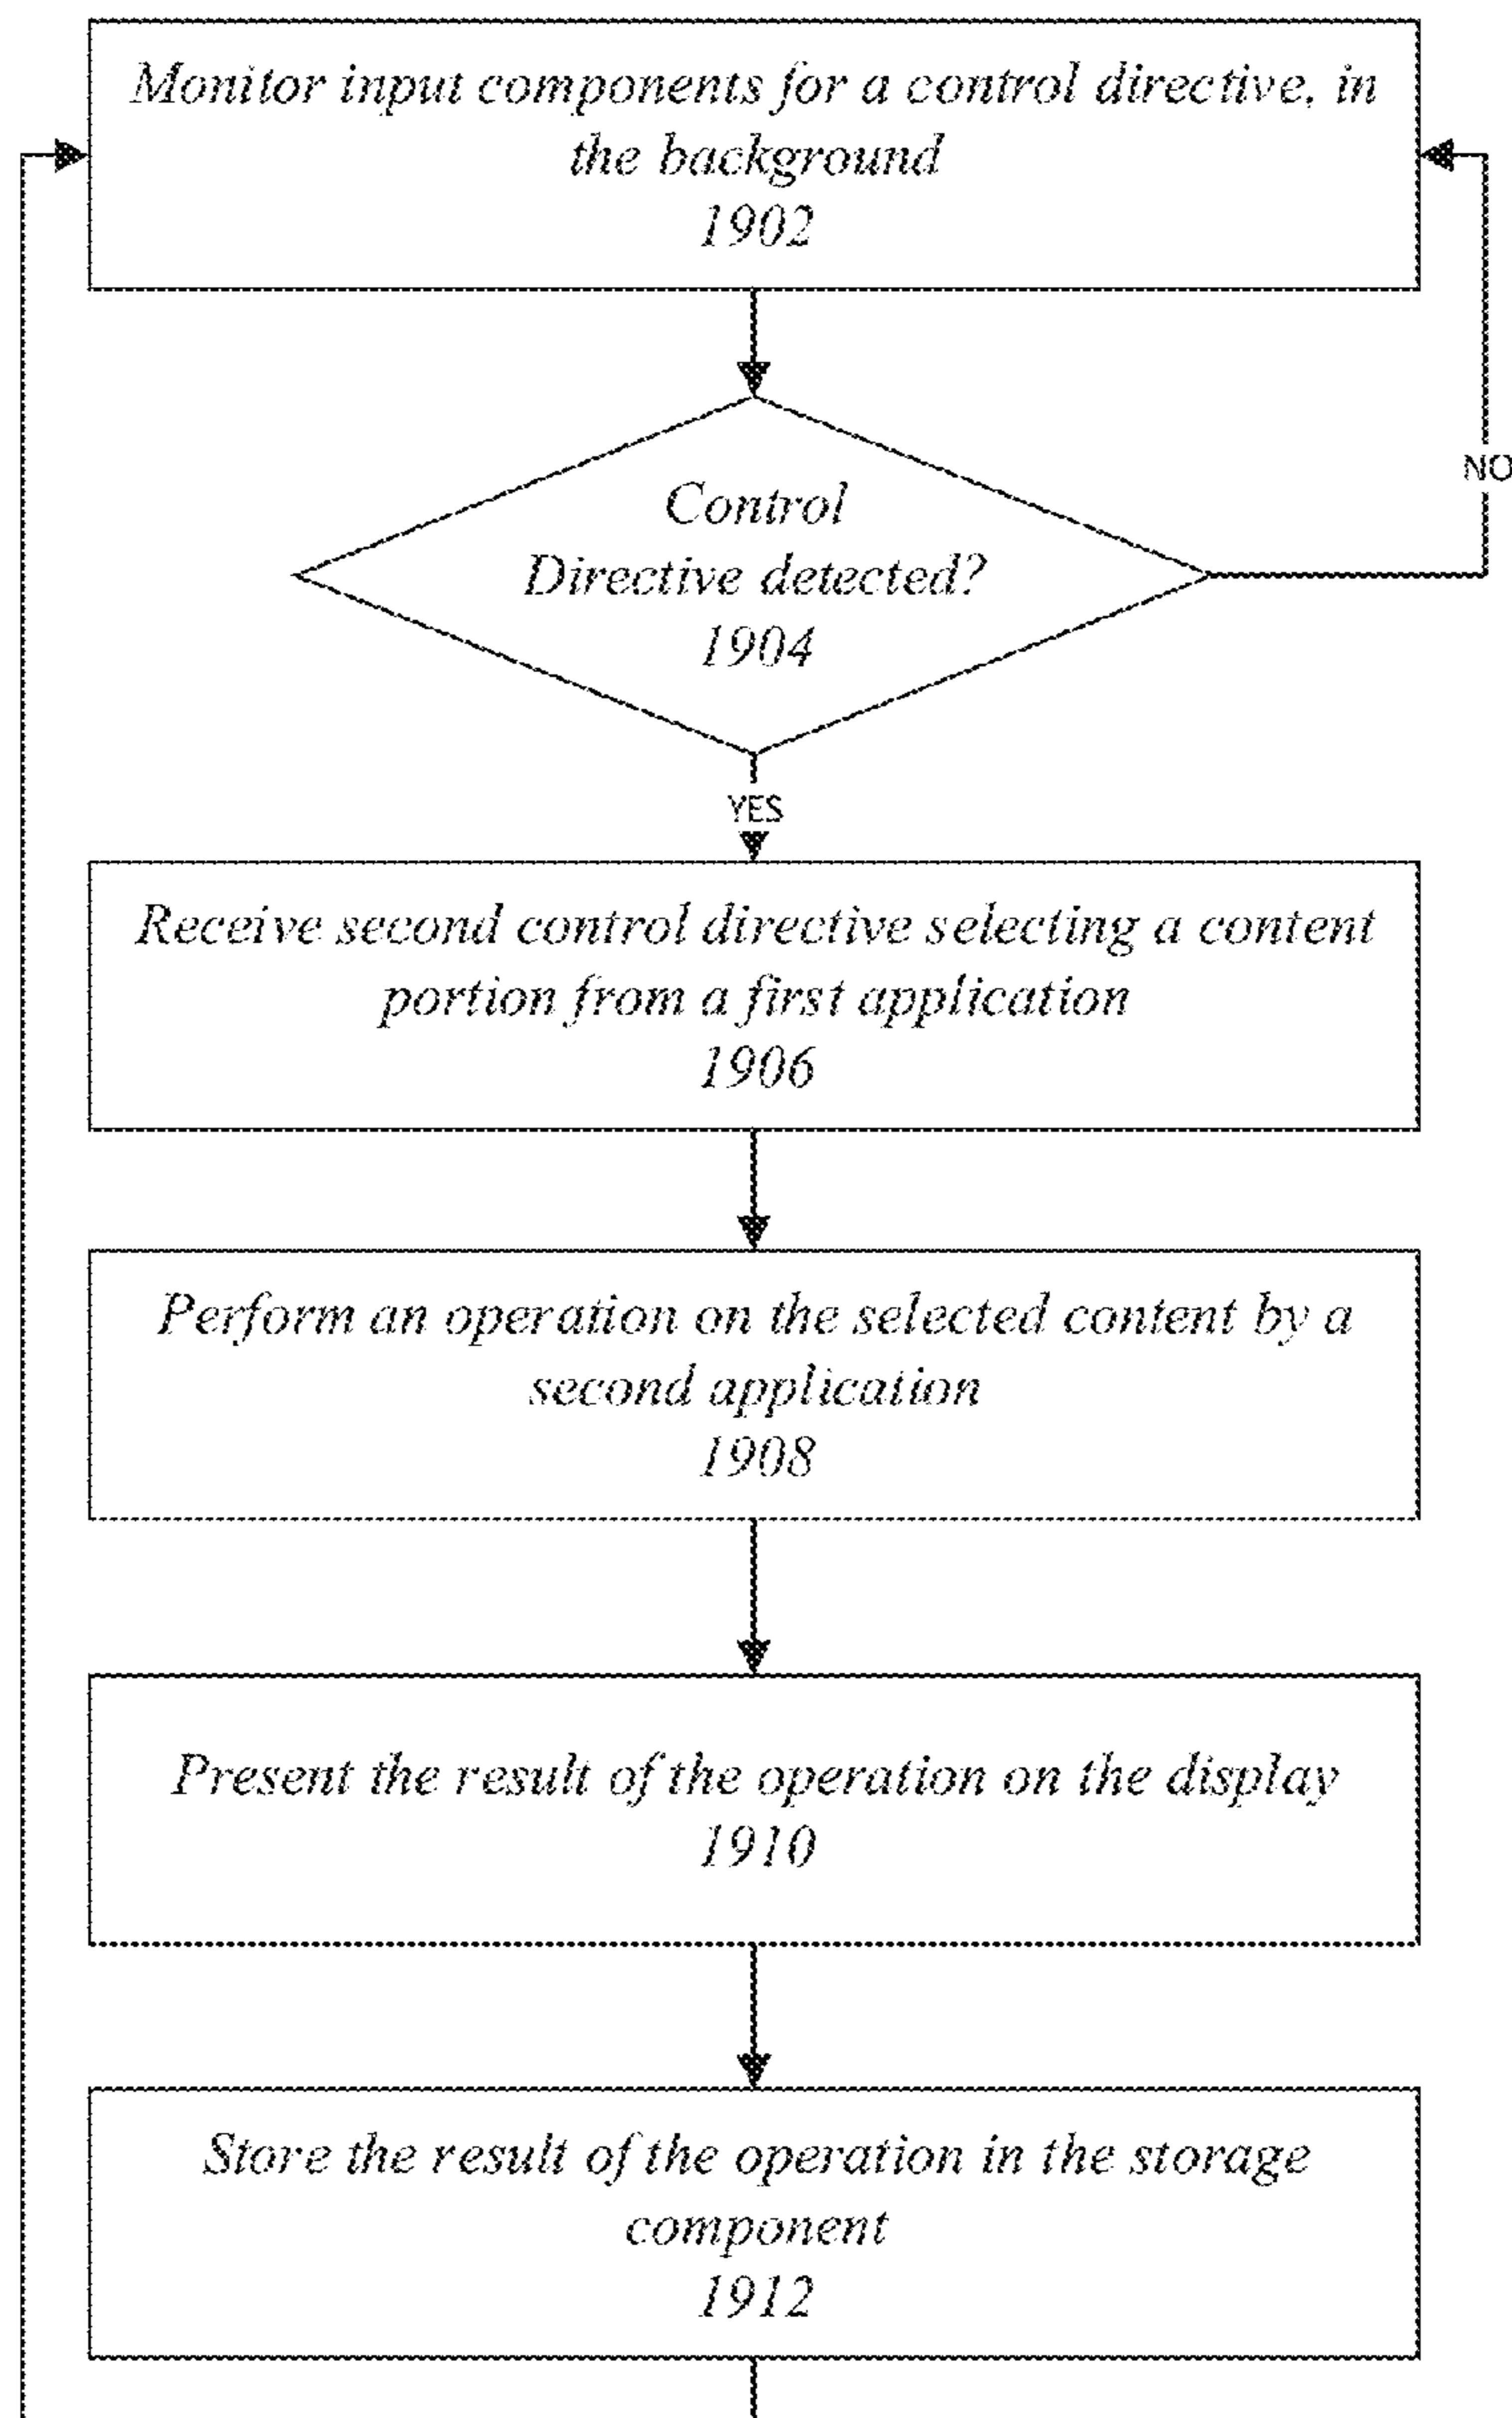 Monitor input components for a control directive, in
the background
1902
Control
Directive detected?
1904
NO
YES
Receive second control directive selecting a content
portion from a first application
1906
Perform an operation on the selected content by a
second application
1908
Present the result of the operation on the display
1910
Store the result of the operation in the storage
component
1912